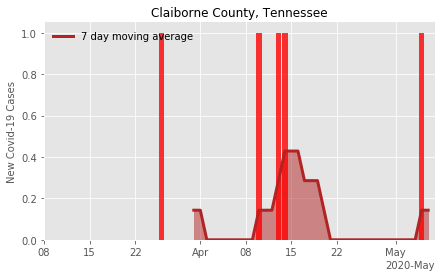 Claiborne County, Tennessee
7 day moving average
New Covid-19 Cases
1.0
0.8
0.6
0.4
0.2
0.0
08 15 22 Apr 08 15 22 May
2020-May